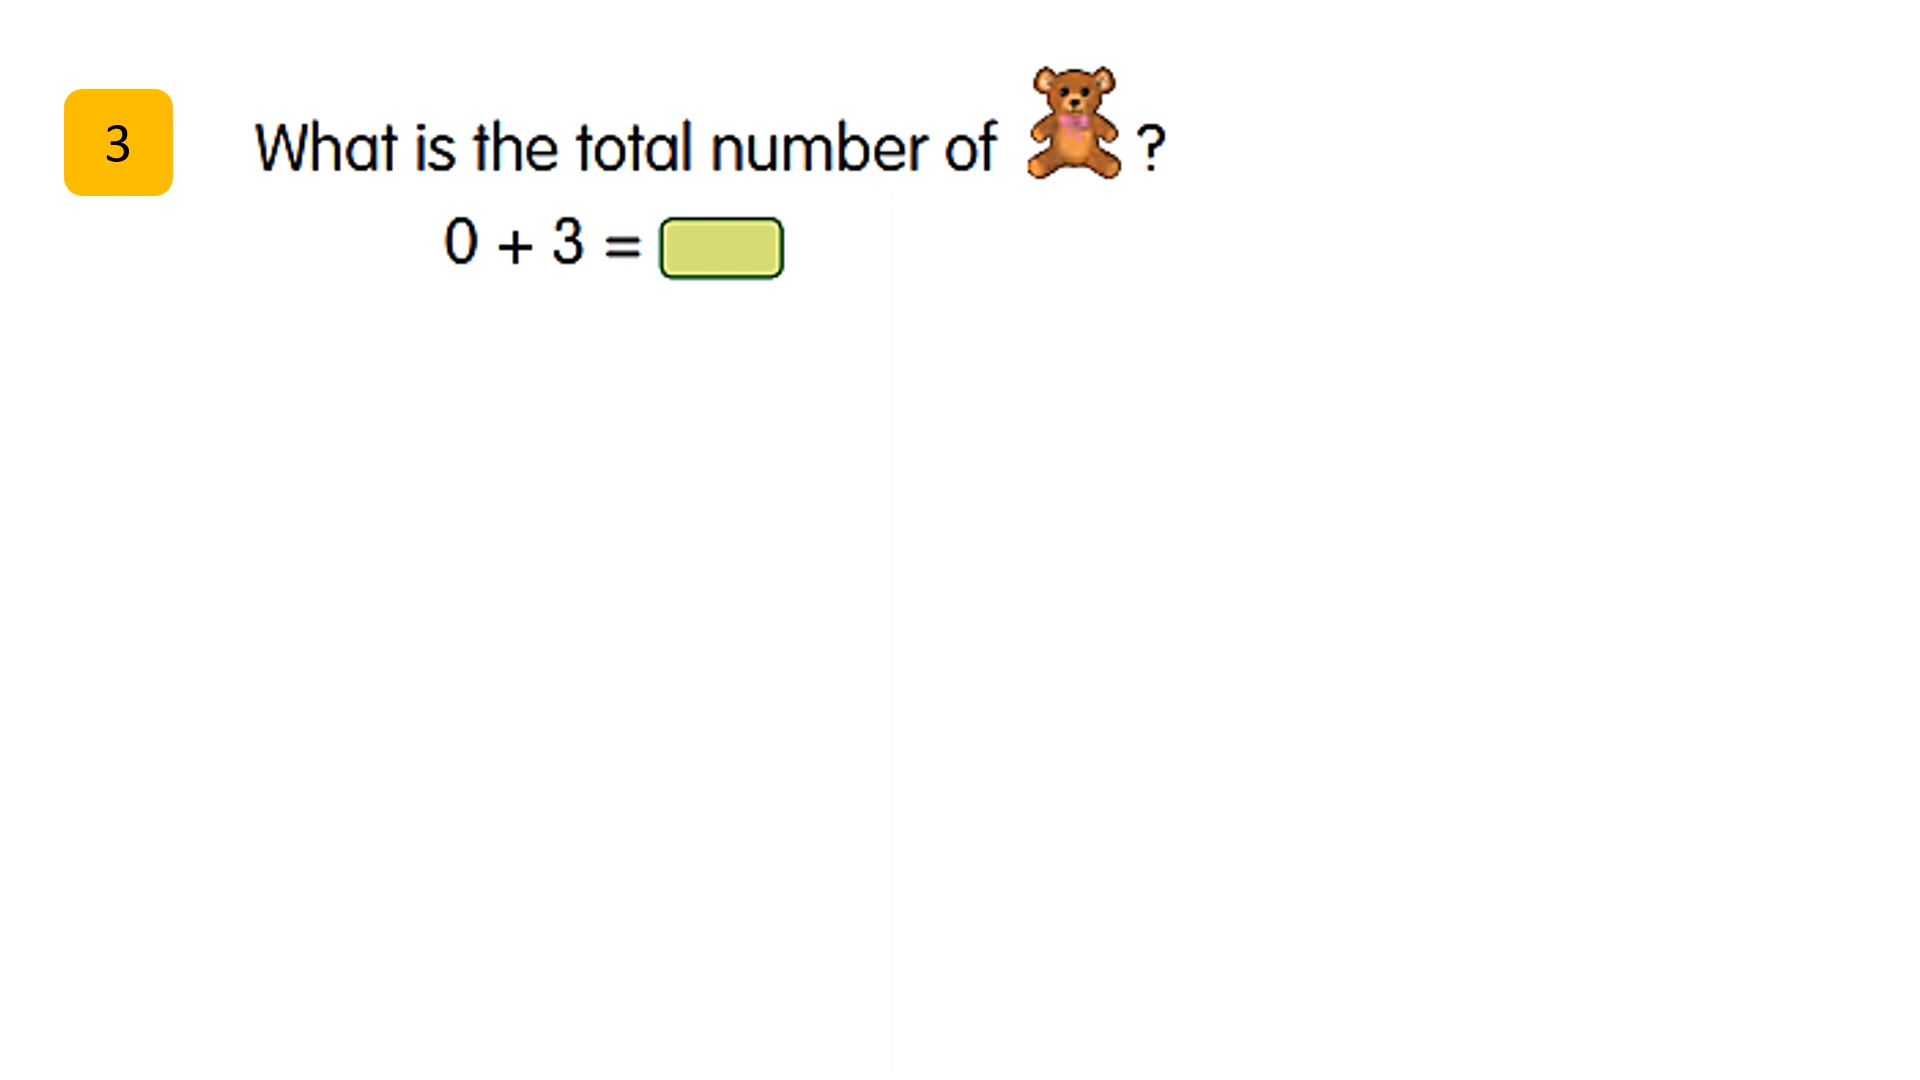 3
What is the total number of ?
0 + 3 =